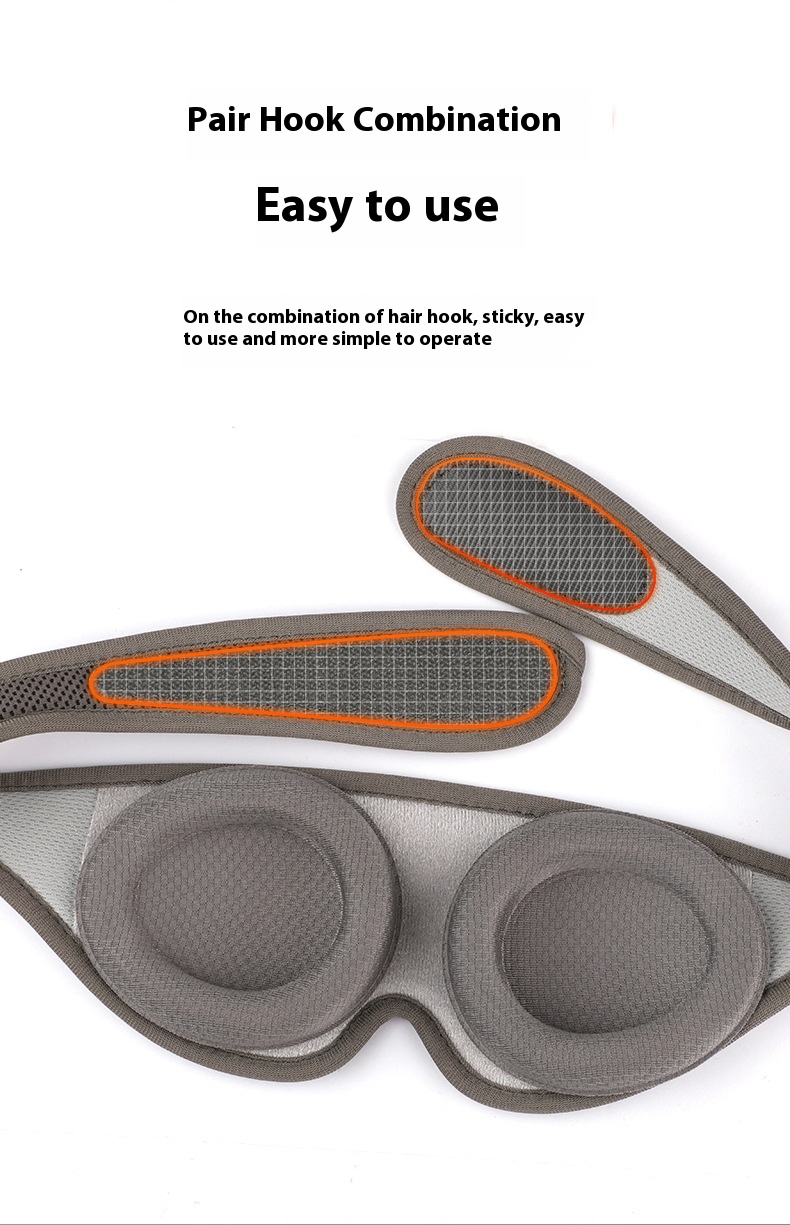 Pair Hook Combination
Easy to use
On the combination of hair hook, sticky, easy
to use and more simple to operate